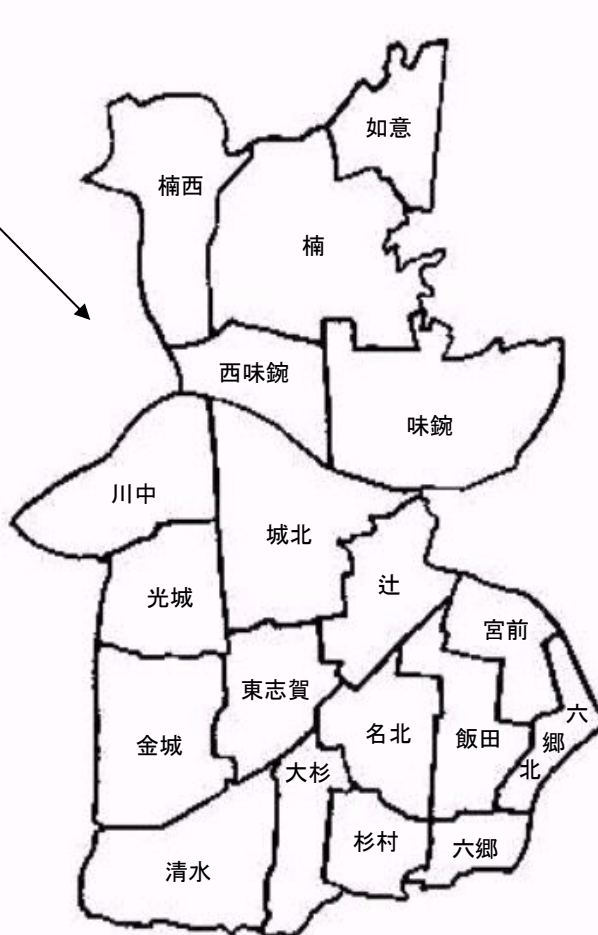 如意
楠西
楠
西味鋺
味鋺
川中
城北
光城
辻
宮前
東志賀
六郷北
金城
名北
飯田
大杉
杉村
六郷
清水